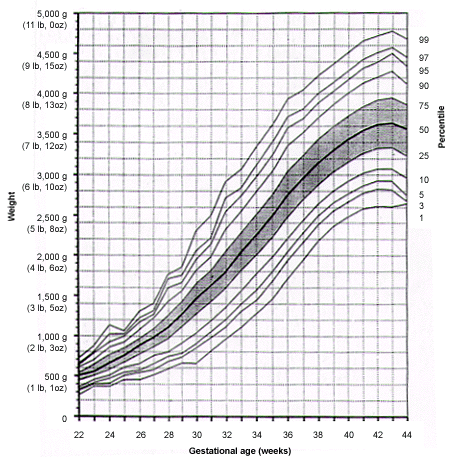 5,000 g
(11 lb, 0oz)
4,500 g
(9 lb, 15oz)
4,000 g
(8 lb, 13oz)
3,500 g
(7 lb, 12oz)
3,000 g
(6 lb, 10oz)
2,500 g
(5 lb, 8oz)
2,000 g
(4 lb, 6oz)
1,500 g
(3 lb, 5oz)
1,000 g
(2 lb, 3oz)
500 g
(1 lb, 1oz)
0
Weight
99
97
95
90
75
50
25
10
5
3
1
Percentile
22 24 26 28 30 32 34 36 38 40 42 44
Gestational age (weeks)